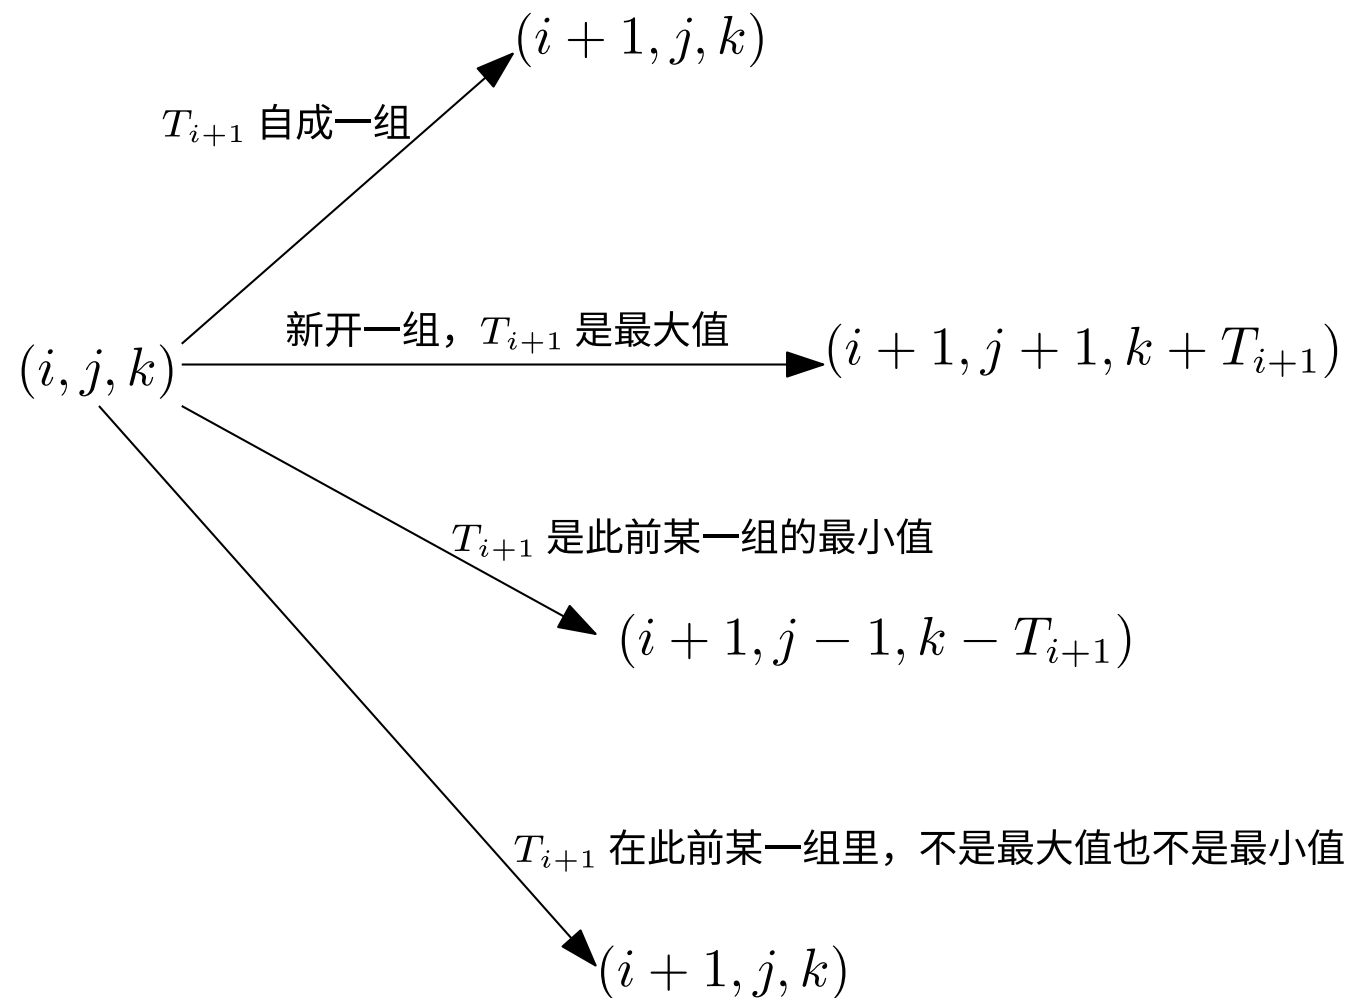 (i + 1, j, k)
T_{i+1} 自成一组
新开一组，T_{i+1} 是最大值
(i + 1, j + 1, k + T_{i+1})
(i, j, k)
T_{i+1} 是此前某一组的最小值
(i + 1, j − 1, k − T_{i+1})
T_{i+1} 在此前某一组里，不是最大值也不是最小值
(i + 1, j, k)